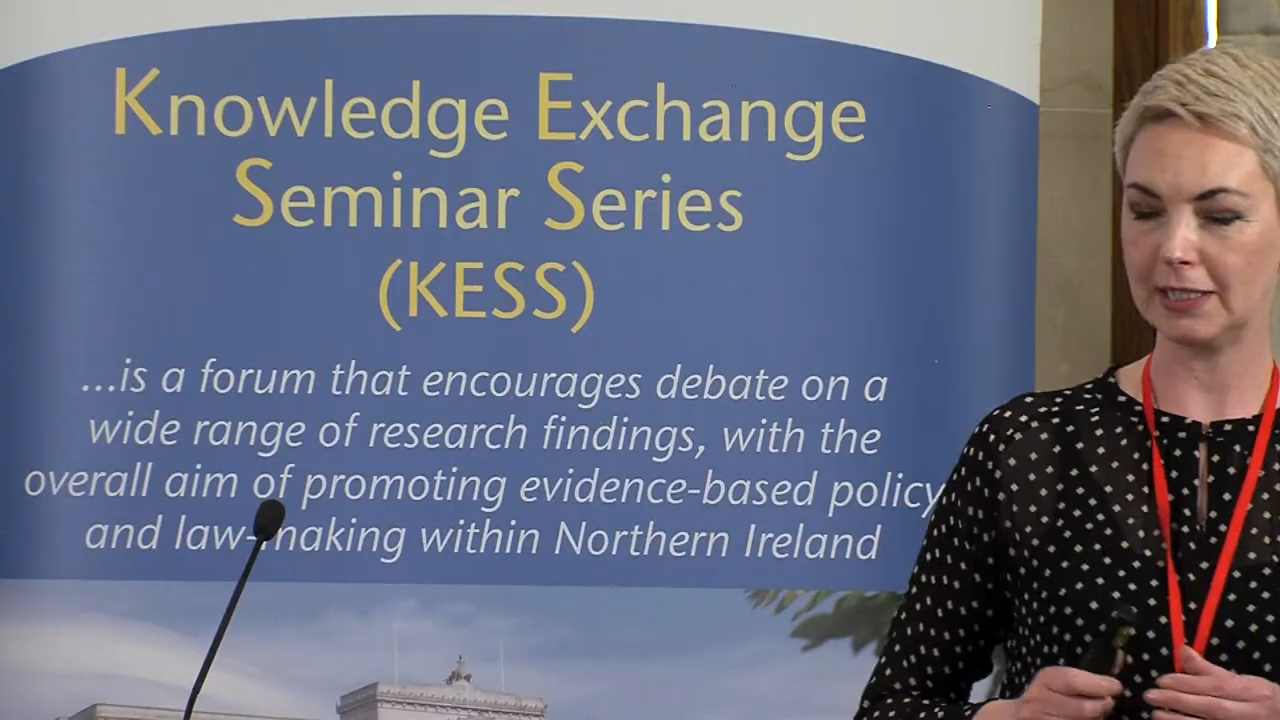 Knowledge Exchange
Seminar Series
(KESS)
...is a forum that encourages debate on a
wide range of research findings, with the
overall aim of promoting evidence-based policy
and law-making within Northern Ireland